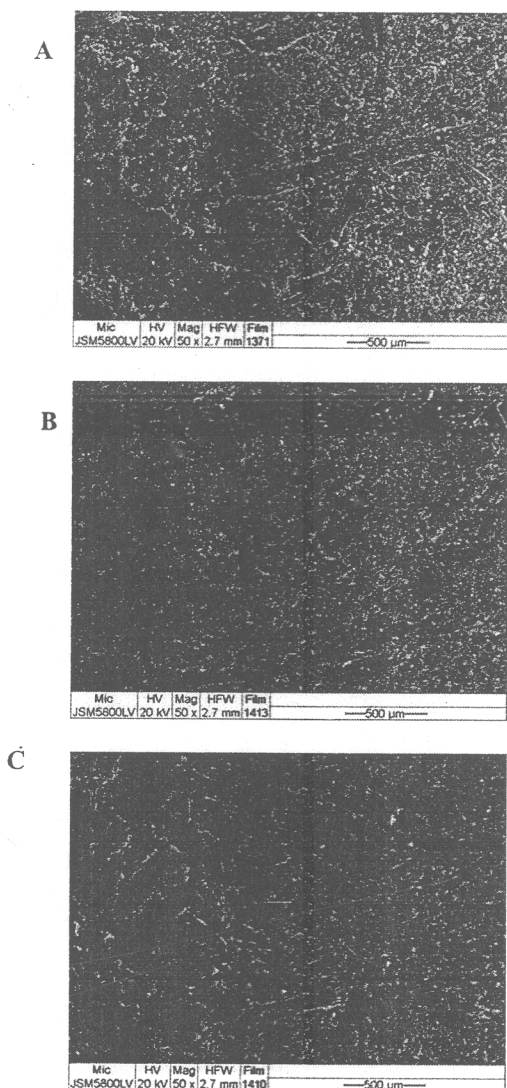 A
Mic HV Mag HFW Film
JSM5800LV 20 kV 50 x 2.7 mm 1371 500 µm
B
Mic HV Mag HFW Film
JSM5800LV 20 kV 50 x 2.7 mm 1413 500 µm
C
Mic HV Mag HFW Film
JSM5800LV 20 kV 50 x 2.7 mm 1410 500 µm